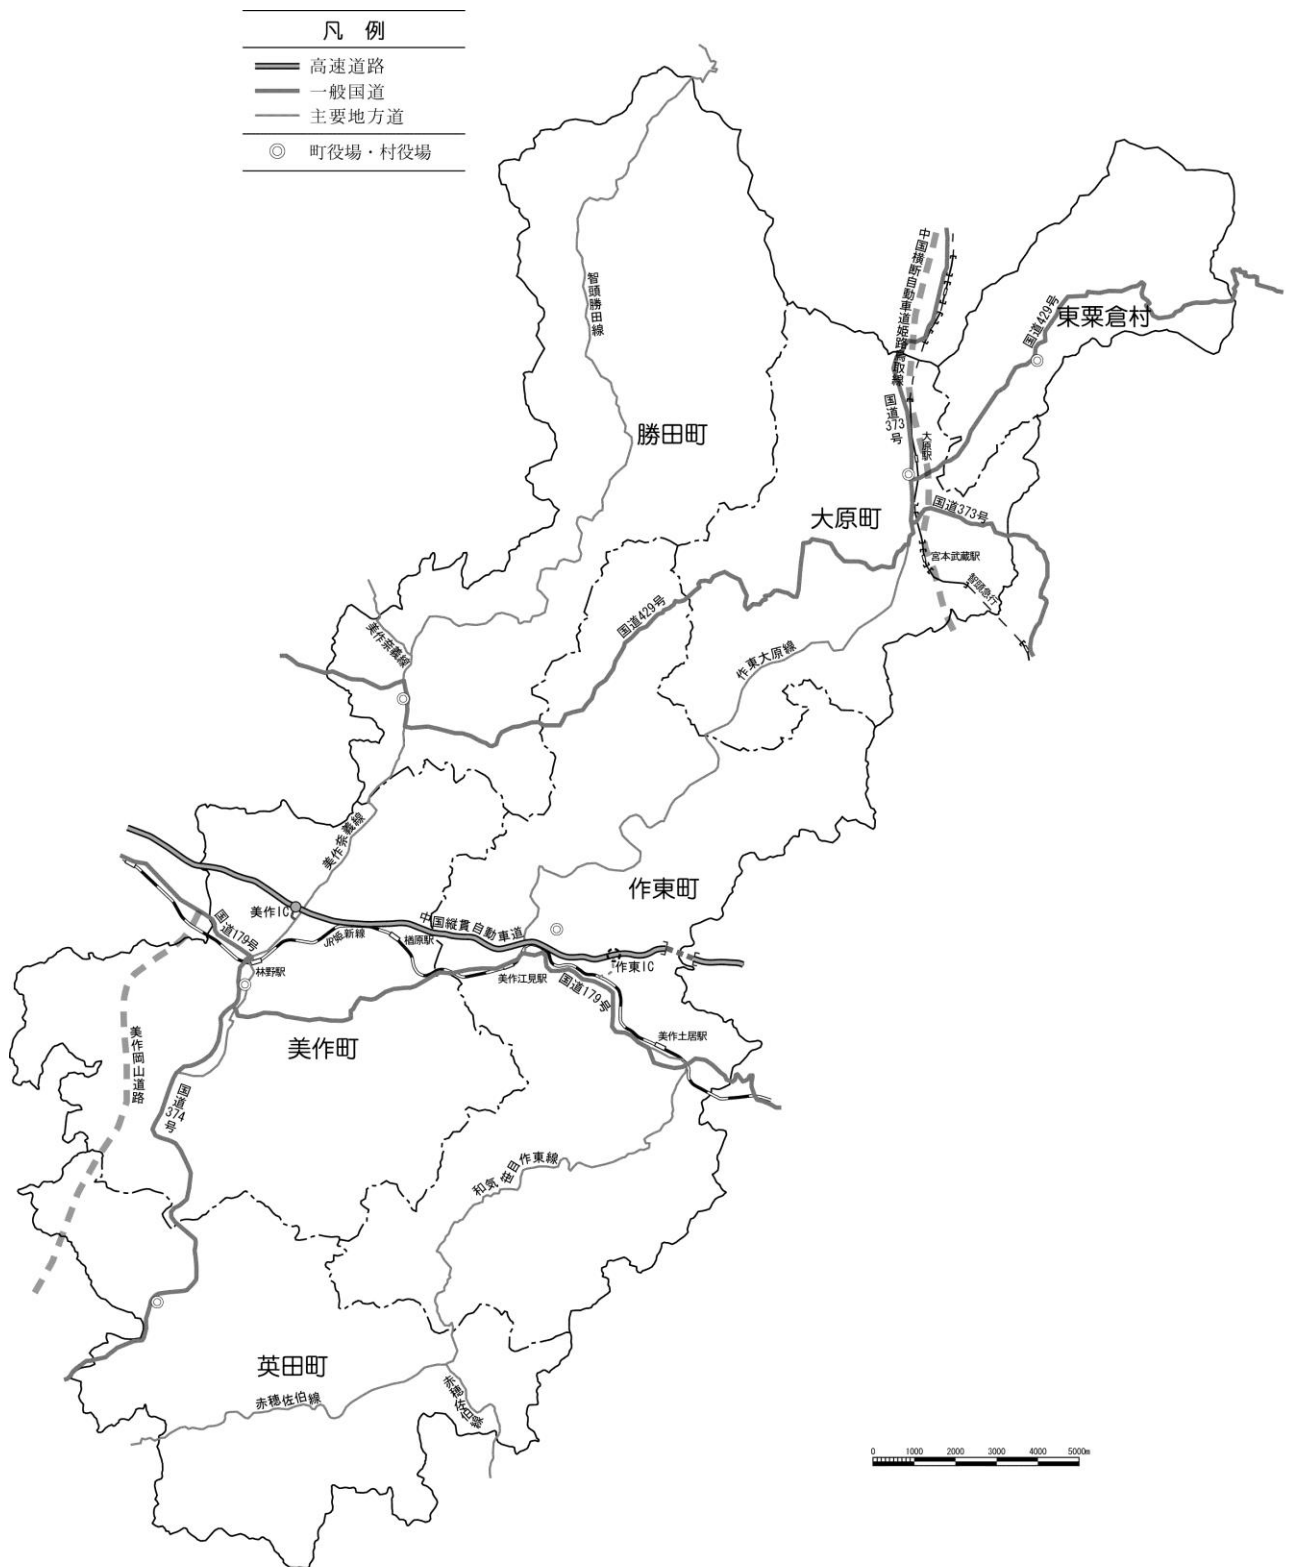 凡 例
高速道路
一般国道
主要地方道
町役場・村役場
中国横断自動車道姫路鳥取線
智頭勝田線
国道429号
東粟倉村
国道373号
大原駅
勝田町
大原町
国道373号
宮本武蔵駅
智頭急行
国道429号
美作奈義線
作東大原線
美作奈義線
作東町
美作IC
中国縦貫自動車道
国道179号
JR姫新線
楢原駅
林野駅
美作江見駅
作東IC
国道179号
美作土居駅
美作町
美作岡山道路
国道374号
和気笹目作東線
英田町
赤穂佐伯線
赤穂佐伯線
0 1000 2000 3000 4000 5000m